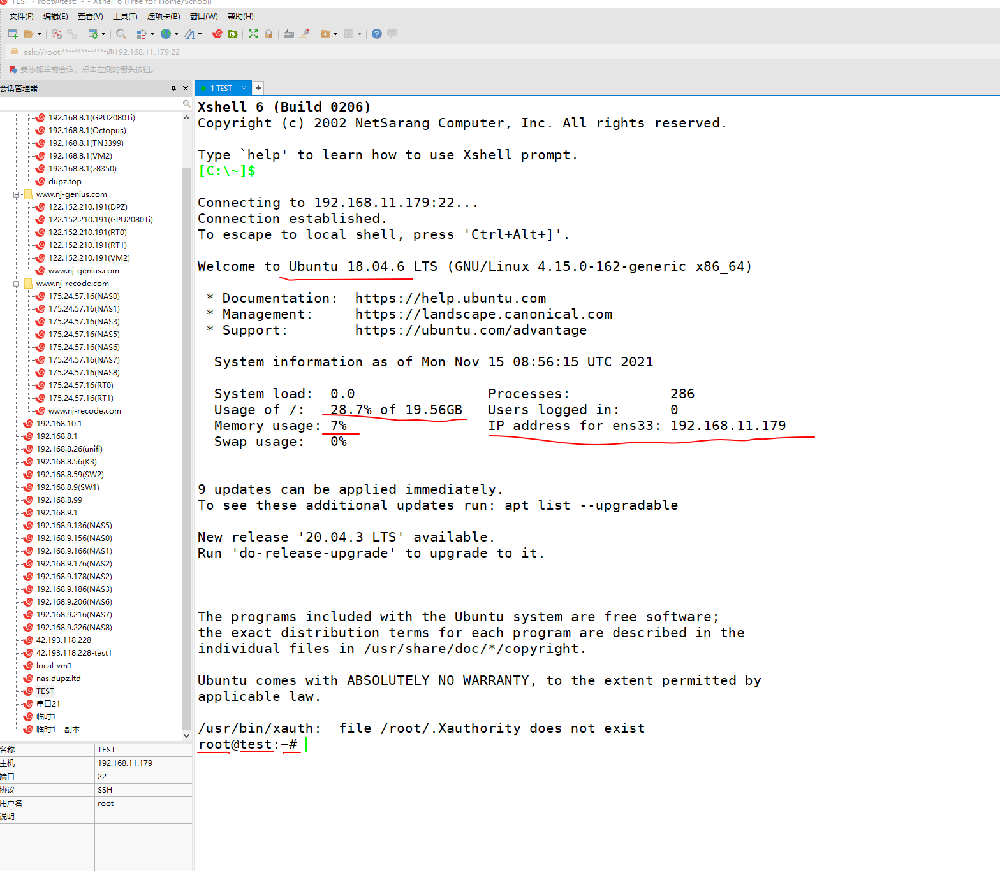 TEST - root@test: ~ - Xshell 6 (Free for Home/School)
文件(F) 编辑(E) 查看(V) 工具(T) 选项卡(B) 窗口(W) 帮助(H)
ssh://root:**************@192.168.11.179:22
要添加当前会话，点击左侧的箭头按钮。
会话管理器
192.168.8.1(GPU2080Ti)
192.168.8.1(Octopus)
192.168.8.1(TN3399)
192.168.8.1(VM2)
192.168.8.1(z8350)
dupz.top
www.nj-genius.com
122.152.210.191(DPZ)
122.152.210.191(GPU2080Ti)
122.152.210.191(RT0)
122.152.210.191(RT1)
122.152.210.191(VM2)
www.nj-genius.com
www.nj-recode.com
175.24.57.16(NAS0)
175.24.57.16(NAS1)
175.24.57.16(NAS3)
175.24.57.16(NAS5)
175.24.57.16(NAS6)
175.24.57.16(NAS7)
175.24.57.16(NAS8)
175.24.57.16(RT0)
175.24.57.16(RT1)
www.nj-recode.com
192.168.10.1
192.168.8.1
192.168.8.26(unifi)
192.168.8.56(K3)
192.168.8.59(SW2)
192.168.8.9(SW1)
192.168.8.99
192.168.9.1
192.168.9.136(NAS5)
192.168.9.156(NAS0)
192.168.9.166(NAS1)
192.168.9.176(NAS2)
192.168.9.178(NAS2)
192.168.9.186(NAS3)
192.168.9.206(NAS6)
192.168.9.216(NAS7)
192.168.9.226(NAS8)
42.193.118.228
42.193.118.228-test1
local_vm1
nas.dupz.ltd
TEST
串口21
临时1
临时1 - 副本
名称 TEST
主机 192.168.11.179
端口 22
协议 SSH
用户名 root
说明
1 TEST
Xshell 6 (Build 0206)
Copyright (c) 2002 NetSarang Computer, Inc. All rights reserved.
Type `help' to learn how to use Xshell prompt.
[C:\~]$
Connecting to 192.168.11.179:22...
Connection established.
To escape to local shell, press 'Ctrl+Alt+]'.
Welcome to Ubuntu 18.04.6 LTS (GNU/Linux 4.15.0-162-generic x86_64)
* Documentation:  https://help.ubuntu.com
* Management:     https://landscape.canonical.com
* Support:        https://ubuntu.com/advantage
System information as of Mon Nov 15 08:56:15 UTC 2021
System load:  0.0                Processes:            286
Usage of /:   28.7% of 19.56GB   Users logged in:      0
Memory usage: 7%                 IP address for ens33: 192.168.11.179
Swap usage:   0%
9 updates can be applied immediately.
To see these additional updates run: apt list --upgradable
New release '20.04.3 LTS' available.
Run 'do-release-upgrade' to upgrade to it.
The programs included with the Ubuntu system are free software;
the exact distribution terms for each program are described in the
individual files in /usr/share/doc/*/copyright.
Ubuntu comes with ABSOLUTELY NO WARRANTY, to the extent permitted by
applicable law.
/usr/bin/xauth:  file /root/.Xauthority does not exist
root@test:~#